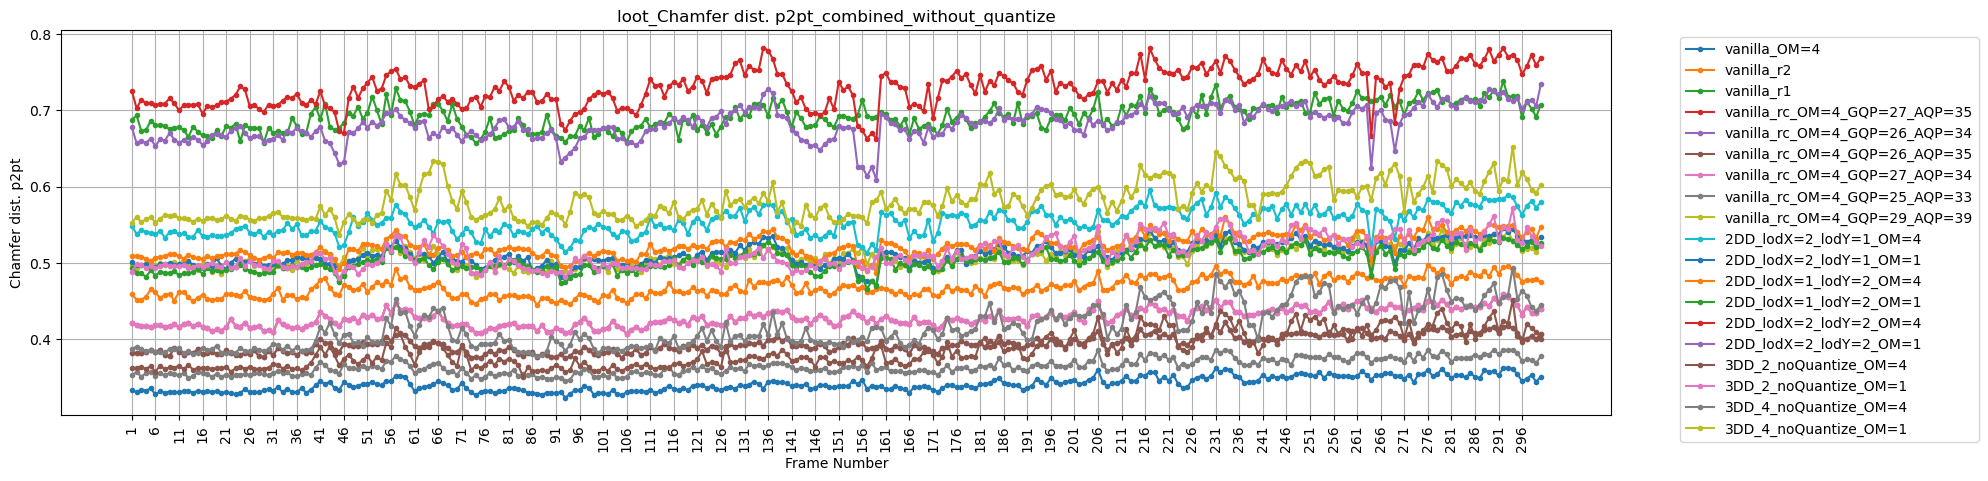 loot_Chamfer dist. p2pt_combined_without_quantize
Chamfer dist. p2pt
0.8
0.7
0.6
0.5
0.4
1 6 11 16 21 26 31 36 41 46 51 56 61 66 71 76 81 86 91 96 101 106 111 116 121 126 131 136 141 146 151 156 161 166 171 176 181 186 191 196 201 206 211 216 221 226 231 236 241 246 251 256 261 266 271 276 281 286 291 296
Frame Number
vanilla_OM=4
vanilla_r2
vanilla_r1
vanilla_rc_OM=4_GQP=27_AQP=35
vanilla_rc_OM=4_GQP=26_AQP=34
vanilla_rc_OM=4_GQP=26_AQP=35
vanilla_rc_OM=4_GQP=27_AQP=34
vanilla_rc_OM=4_GQP=25_AQP=33
vanilla_rc_OM=4_GQP=29_AQP=39
2DD_lodX=2_lodY=1_OM=4
2DD_lodX=2_lodY=1_OM=1
2DD_lodX=1_lodY=2_OM=4
2DD_lodX=1_lodY=2_OM=1
2DD_lodX=2_lodY=2_OM=4
2DD_lodX=2_lodY=2_OM=1
3DD_2_noQuantize_OM=4
3DD_2_noQuantize_OM=1
3DD_4_noQuantize_OM=4
3DD_4_noQuantize_OM=1